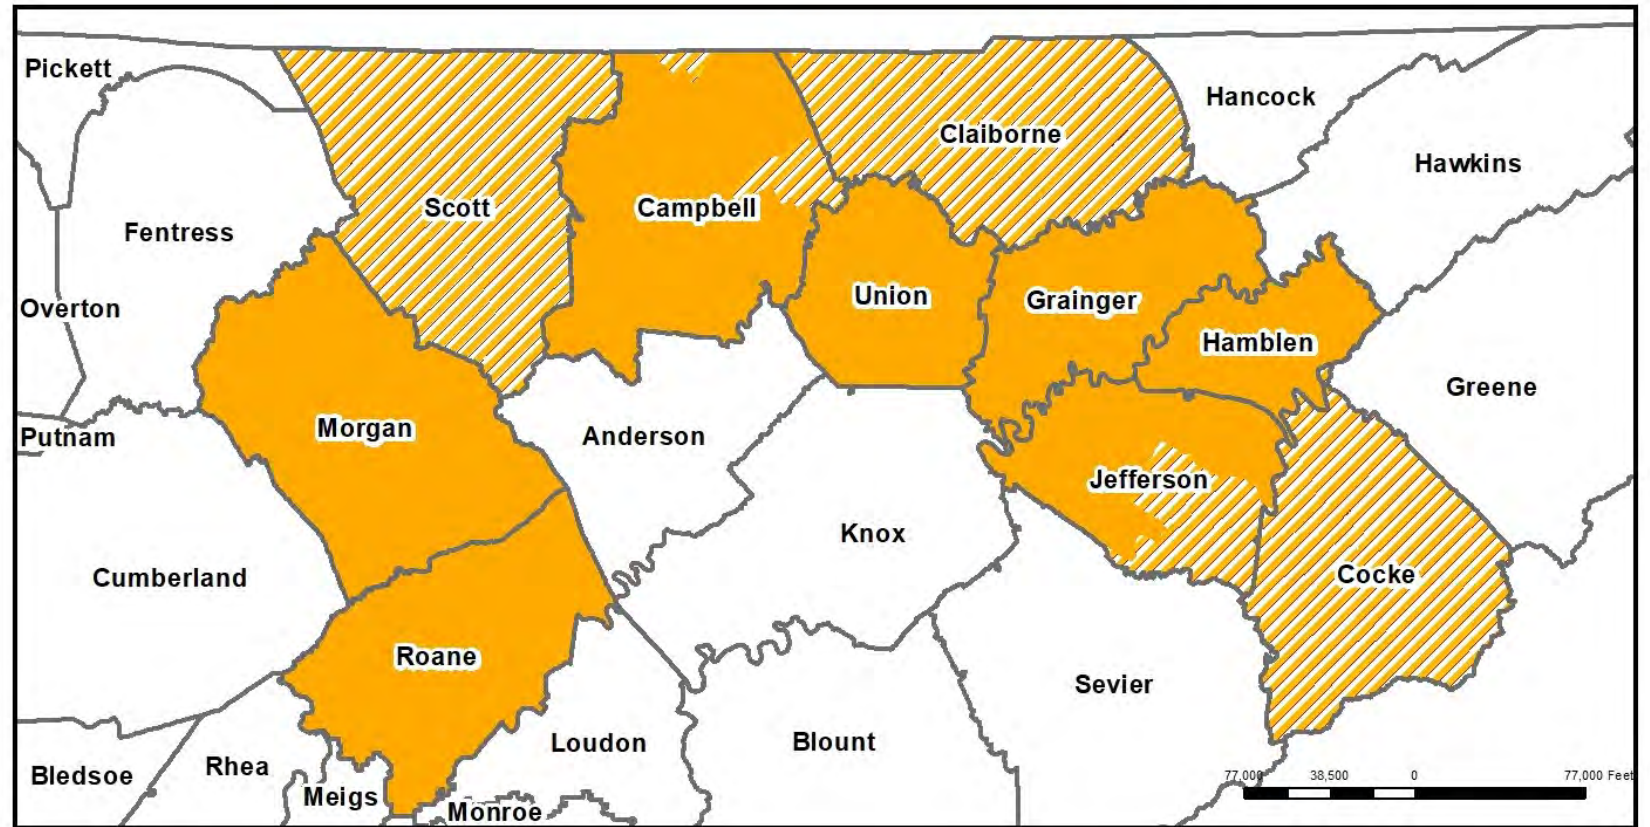 Pickett
Hancock
Claiborne
Hawkins
Scott
Campbell
Fentress
Union
Grainger
Overton
Hamblen
Greene
Morgan
Anderson
Putnam
Jefferson
Knox
Cocke
Cumberland
Roane
Sevier
Loudon
Blount
Rhea
Bledsoe
Meigs
Monroe
77,000 38,500 0 77,000 Feet